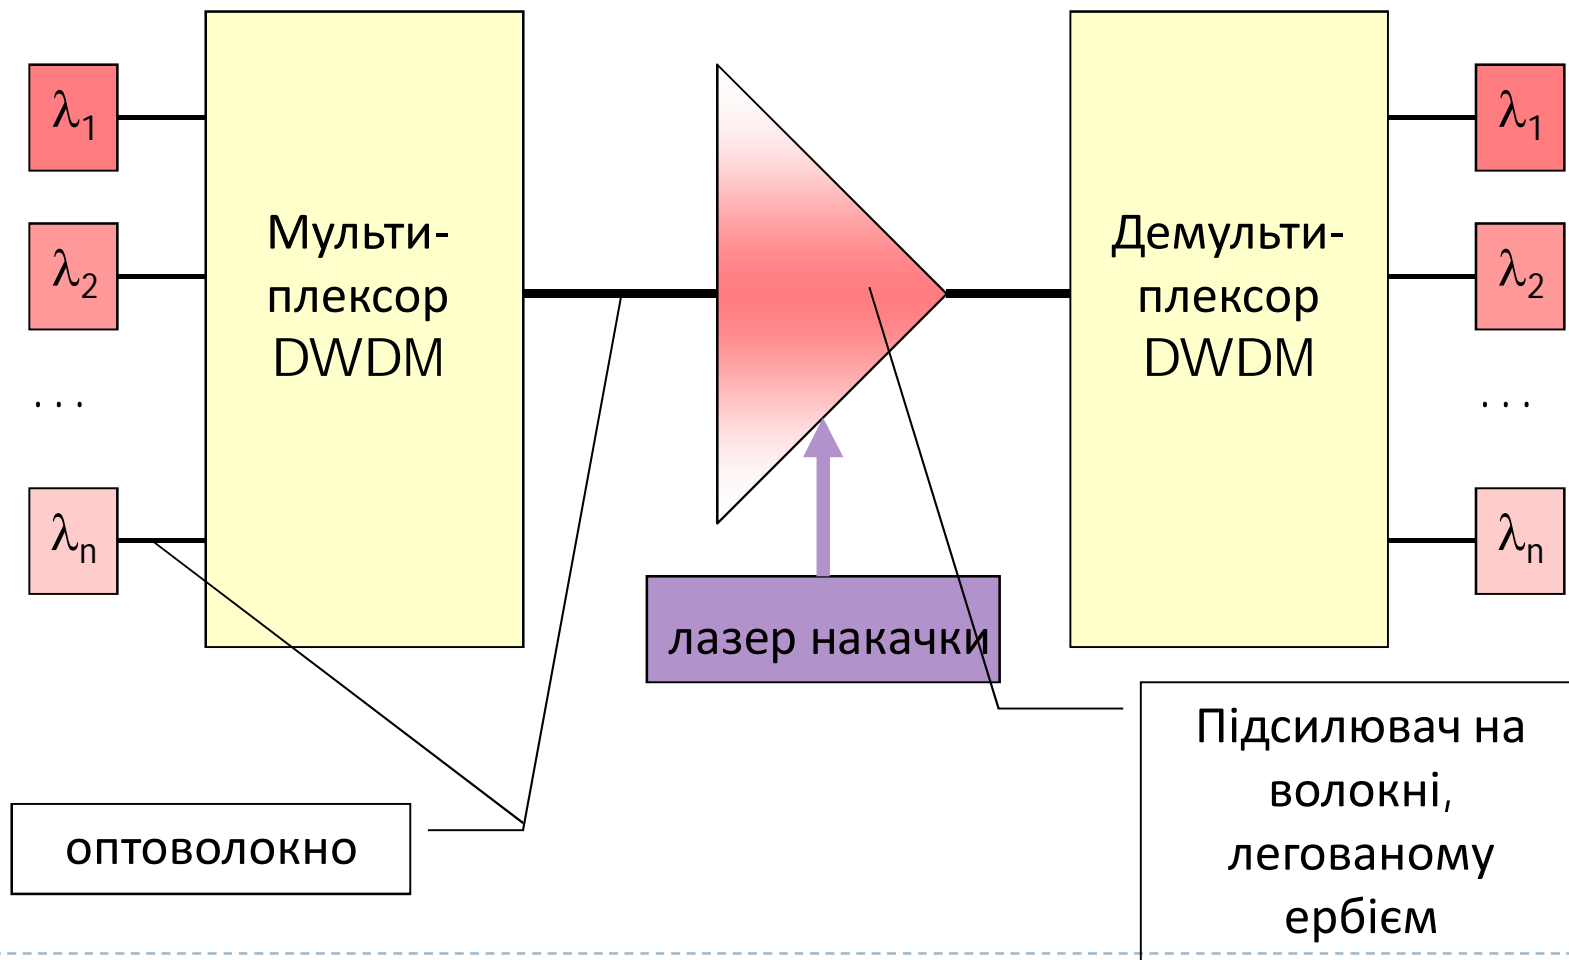 λ1
λ2
. . .
λn
Мульти-
плексор
DWDM
лазер накачки
Демульти-
плексор
DWDM
λ1
λ2
. . .
λn
оптоволокно
Підсилювач на
волокні,
легованому
ербієм